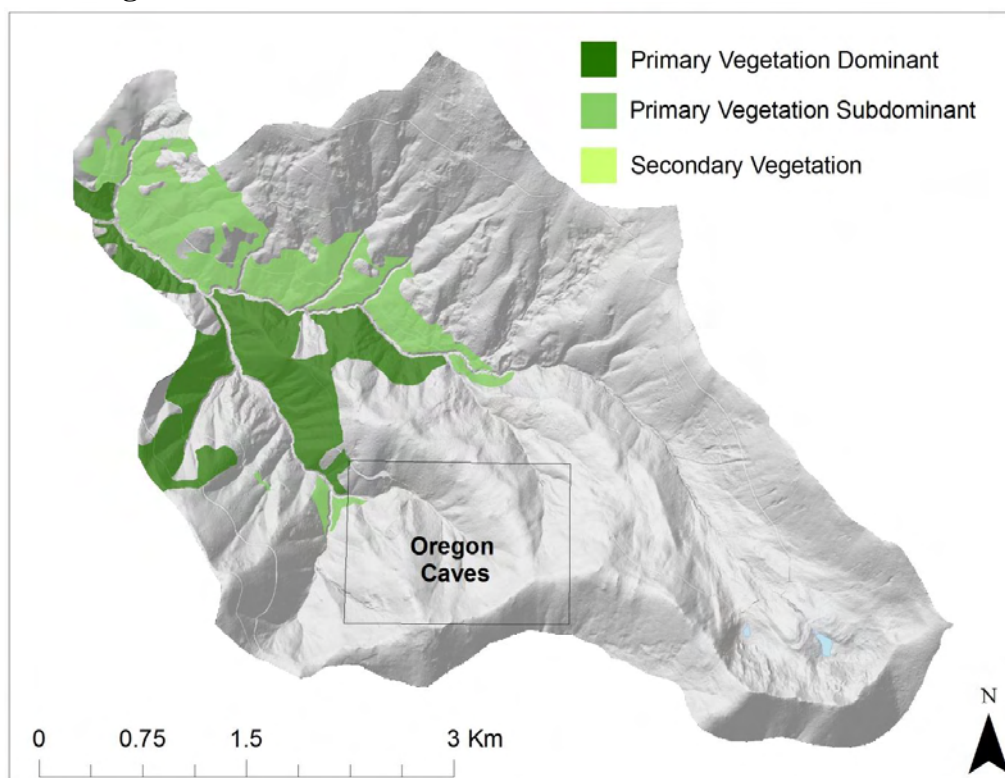 Primary Vegetation Dominant
Primary Vegetation Subdominant
Secondary Vegetation
Oregon
Caves
N
0 0.75 1.5 3 Km